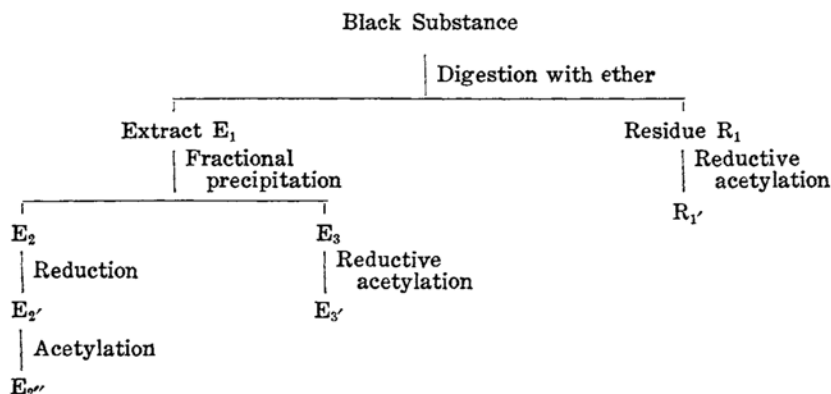 Black Substance
Digestion with ether
Extract E₁
Residue R₁
Fractional
precipitation
Reductive
acetylation
R₁′
E₂
E₃
Reduction
Reductive
acetylation
E₂′
E₃′
Acetylation
E₂″